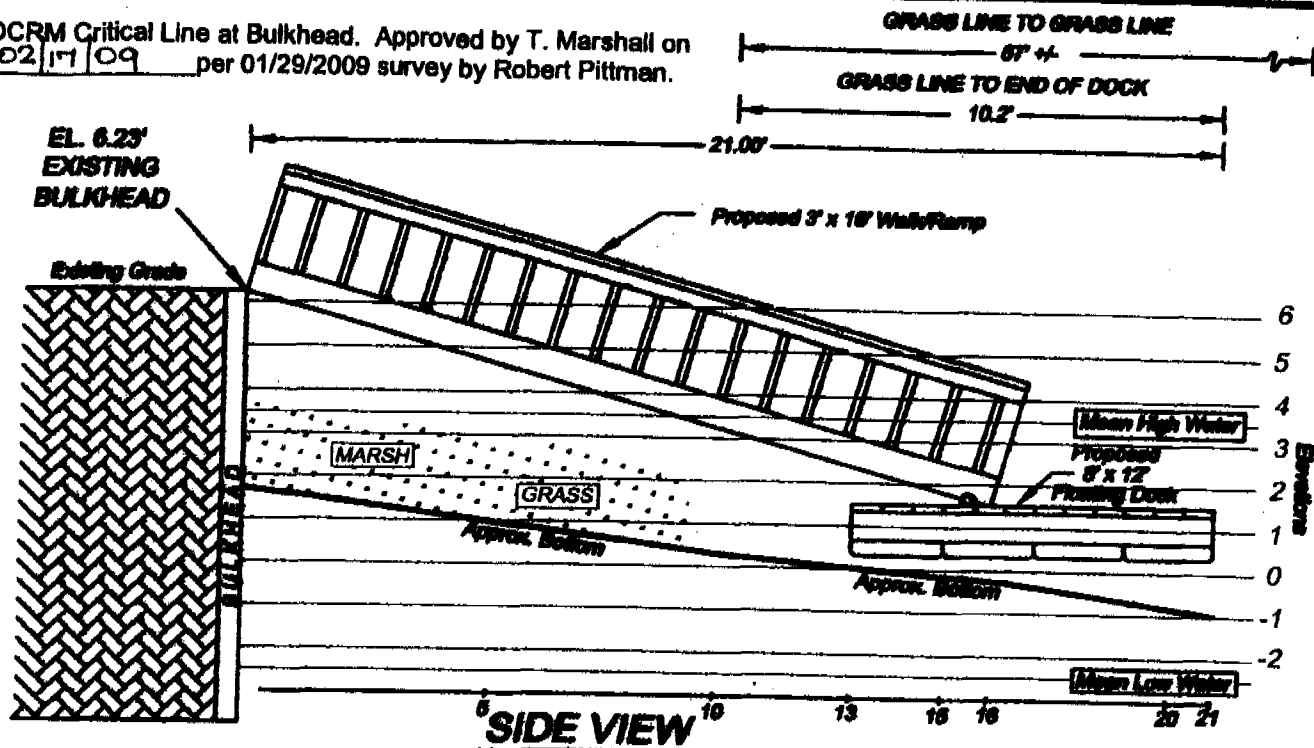 OCRM Critical Line at Bulkhead. Approved by T. Marshall on
02/17/09 per 01/29/2009 survey by Robert Pittman.
GRASS LINE TO GRASS LINE
67' +/-
GRASS LINE TO END OF DOCK
10.2'
21.00'
EL. 6.23'
EXISTING
BULKHEAD
Proposed 3' x 16' Walk/Ramp
Existing Grade
6
5
4
Mean High Water
3
Proposed
8' x 12'
Floating Dock
2
1
0
-1
-2
Elevations
MARSH
GRASS
Approx. Bottom
Approx. Bottom
BULKHEAD
Mean Low Water
5
10
13
15
16
20
21
SIDE VIEW